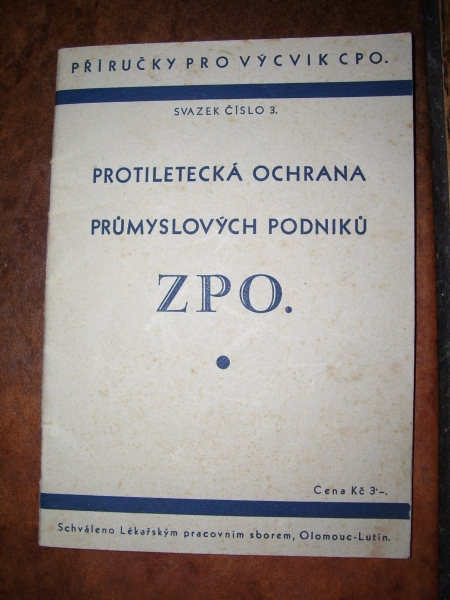 PŘÍRUČKY PRO VÝCVIK CPO.
SVAZEK ČÍSLO 3.
PROTILETECKÁ OCHRANA
PRŮMYSLOVÝCH PODNIKŮ
ZPO.
Cena Kč 3·–.
Schváleno Lékařským pracovním sborem, Olomouc-Lutín.